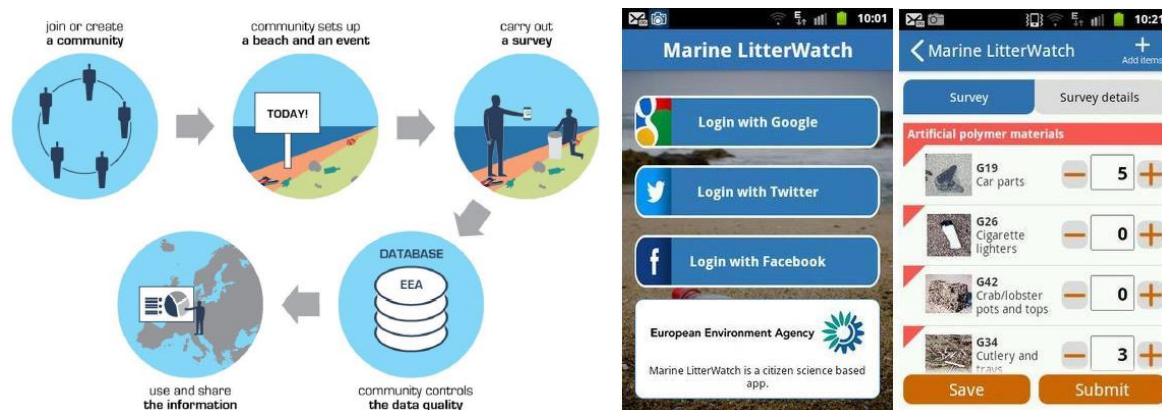 join or create
a community
community sets up
a beach and an event
carry out
a survey
TODAY!
DATABASE
EEA
use and share
the information
community controls
the data quality
10:01
Marine LitterWatch
Login with Google
Login with Twitter
Login with Facebook
European Environment Agency
Marine LitterWatch is a citizen science based
app.
10:21
Marine LitterWatch
Add items
Survey
Survey details
Artificial polymer materials
G19
Car parts
5
G26
Cigarette
lighters
0
G42
Crab/lobster
pots and tops
0
G34
Cutlery and
trays
3
Save
Submit